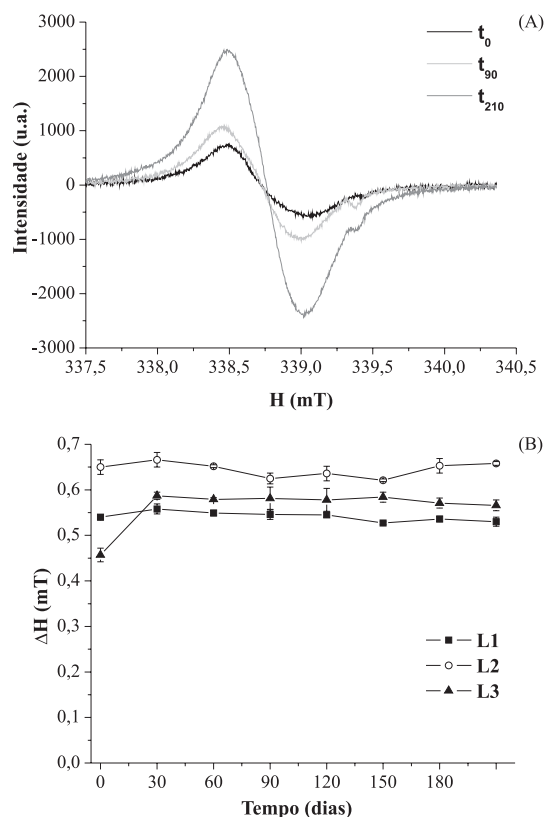 (A)
t0
t90
t210
3000
2000
1000
0
-1000
-2000
-3000
Intensidade (u.a.)
337,5 338,0 338,5 339,0 339,5 340,0 340,5
H (mT)
(B)
0,7
0,6
0,5
0,4
0,3
0,2
0,1
0,0
ΔH (mT)
L1
L2
L3
0 30 60 90 120 150 180
Tempo (dias)